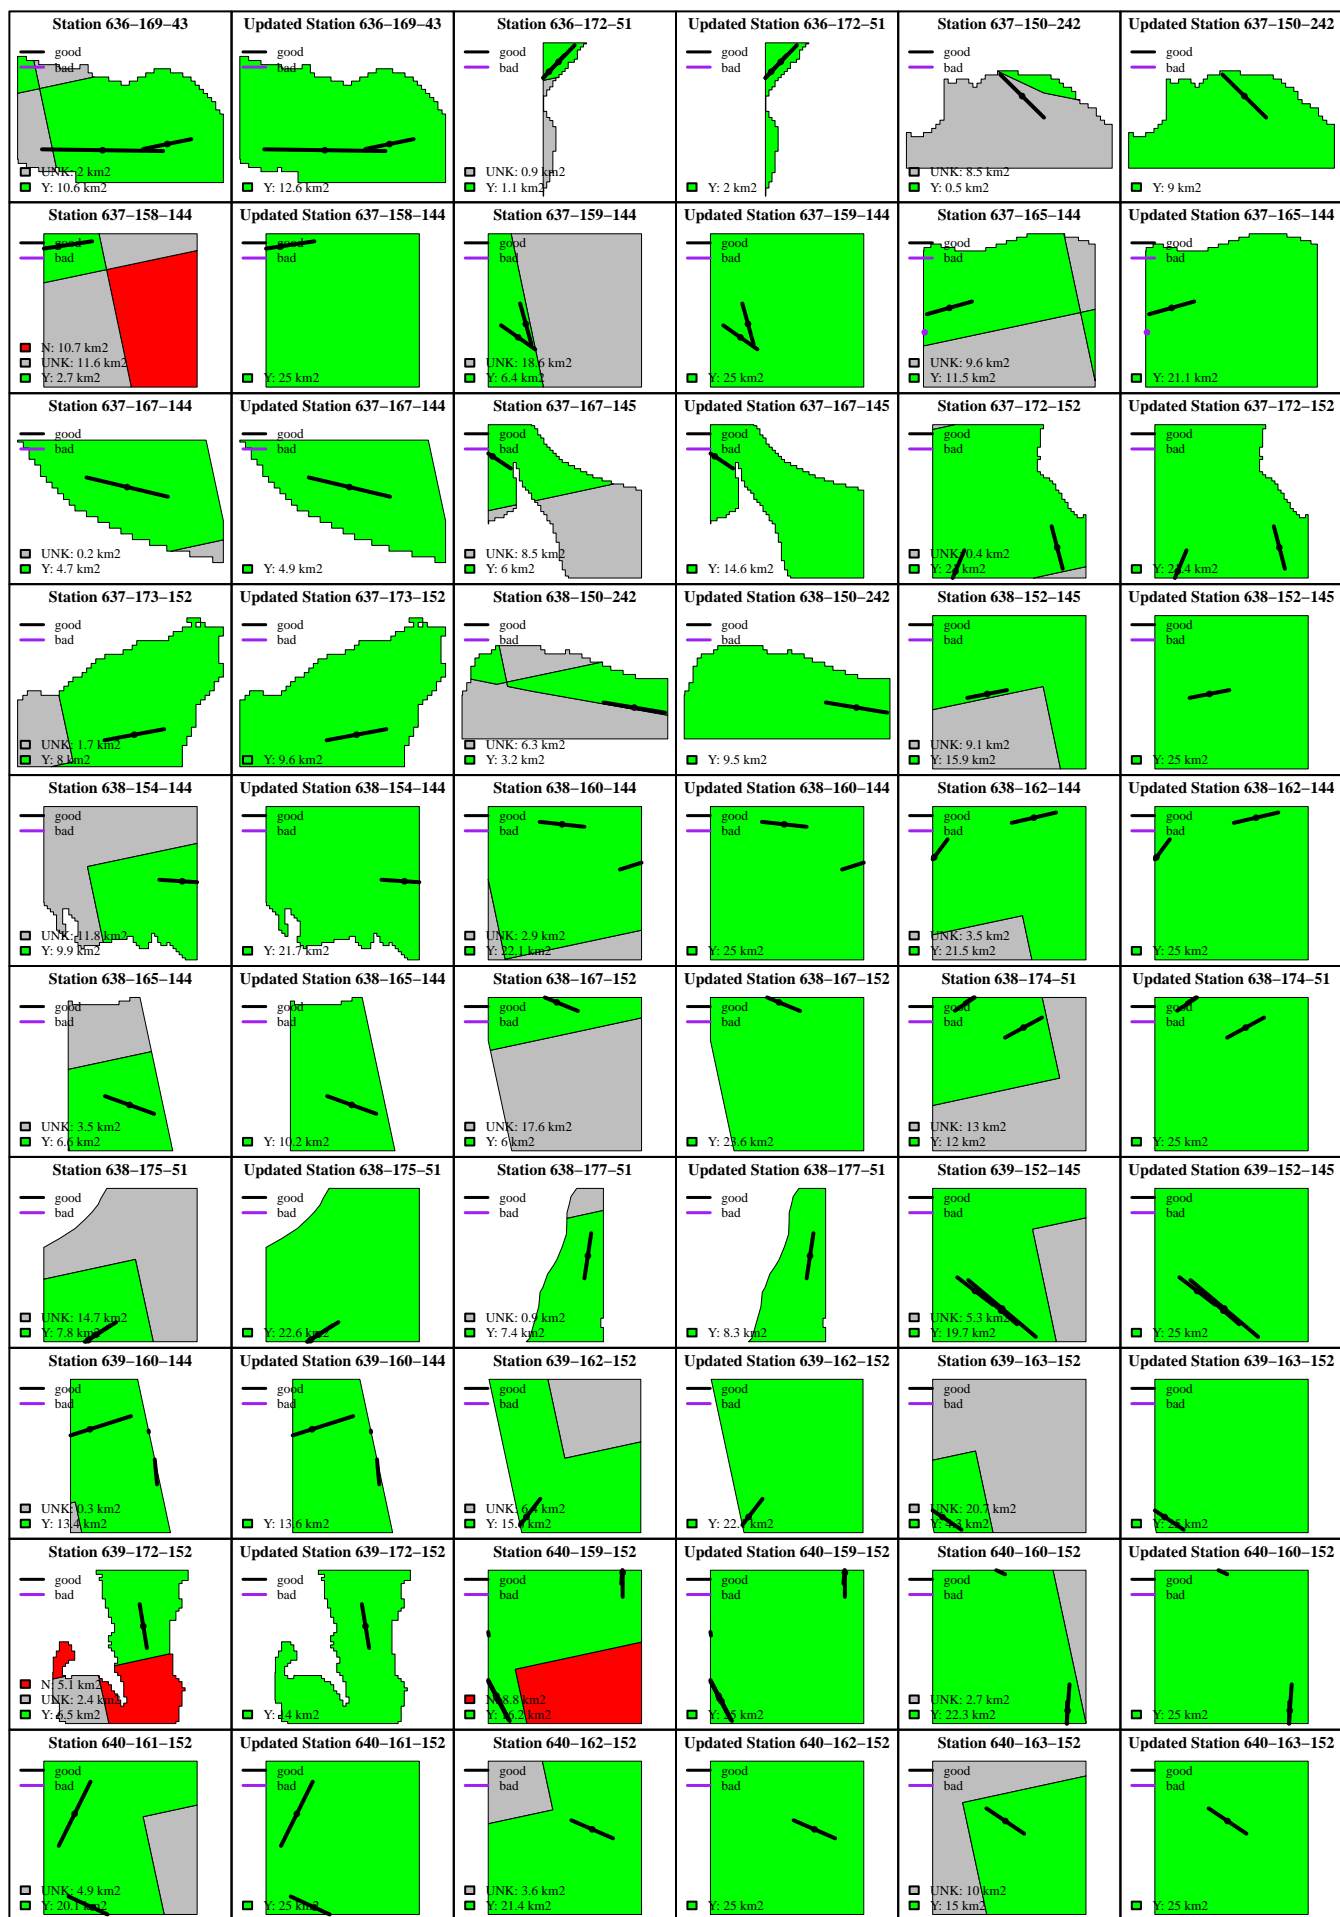 Station 636−169−43
good
bad
UNK: 2 km2
Y: 10.6 km2
Updated Station 636−169−43
good
bad
Y: 12.6 km2
Station 636−172−51
good
bad
UNK: 0.9 km2
Y: 1.1 km2
Updated Station 636−172−51
good
bad
Y: 2 km2
Station 637−150−242
good
bad
UNK: 8.5 km2
Y: 0.5 km2
Updated Station 637−150−242
good
bad
Y: 9 km2
Station 637−158−144
good
bad
N: 10.7 km2
UNK: 11.6 km2
Y: 2.7 km2
Updated Station 637−158−144
good
bad
Y: 25 km2
Station 637−159−144
good
bad
UNK: 18.6 km2
Y: 6.4 km2
Updated Station 637−159−144
good
bad
Y: 25 km2
Station 637−165−144
good
bad
UNK: 9.6 km2
Y: 11.5 km2
Updated Station 637−165−144
good
bad
Y: 21.1 km2
Station 637−167−144
good
bad
UNK: 0.2 km2
Y: 4.7 km2
Updated Station 637−167−144
good
bad
Y: 4.9 km2
Station 637−167−145
good
bad
UNK: 8.5 km2
Y: 6 km2
Updated Station 637−167−145
good
bad
Y: 14.6 km2
Station 637−172−152
good
bad
UNK: 0.4 km2
Y: km2
Updated Station 637−172−152
good
bad
Y: km2
Station 637−173−152
good
bad
UNK: 1.7 km2
Y: 8 km2
Updated Station 637−173−152
good
bad
Y: 9.6 km2
Station 638−150−242
good
bad
UNK: 6.3 km2
Y: 3.2 km2
Updated Station 638−150−242
good
bad
Y: 9.5 km2
Station 638−152−145
good
bad
UNK: 9.1 km2
Y: 15.9 km2
Updated Station 638−152−145
good
bad
Y: 25 km2
Station 638−154−144
good
bad
UNK: 11.8 km2
Y: 9.9 km2
Updated Station 638−154−144
good
bad
Y: 21.7 km2
Station 638−160−144
good
bad
UNK: 2.9 km2
Y: 22.1 km2
Updated Station 638−160−144
good
bad
Y: 25 km2
Station 638−162−144
good
bad
UNK: 3.5 km2
Y: 21.5 km2
Updated Station 638−162−144
good
bad
Y: 25 km2
Station 638−165−144
good
bad
UNK: 3.5 km2
Y: 6.6 km2
Updated Station 638−165−144
good
bad
Y: 10.2 km2
Station 638−167−152
good
bad
UNK: 17.6 km2
Y: 6 km2
Updated Station 638−167−152
good
bad
Y: 23.6 km2
Station 638−174−51
good
bad
UNK: 13 km2
Y: 12 km2
Updated Station 638−174−51
good
bad
Y: 25 km2
Station 638−175−51
good
bad
UNK: 14.7 km2
Y: 7.8 km2
Updated Station 638−175−51
good
bad
Y: 22.6 km2
Station 638−177−51
good
bad
UNK: 0.9 km2
Y: 7.4 km2
Updated Station 638−177−51
good
bad
Y: 8.3 km2
Station 639−152−145
good
bad
UNK: 5.3 km2
Y: 19.7 km2
Updated Station 639−152−145
good
bad
Y: 25 km2
Station 639−160−144
good
bad
UNK: 0.3 km2
Y: 13.4 km2
Updated Station 639−160−144
good
bad
Y: 13.6 km2
Station 639−162−152
good
bad
UNK: 6.4 km2
Y: km2
Updated Station 639−162−152
good
bad
Y: km2
Station 639−163−152
good
bad
UNK: 20.7 km2
Y: 4.3 km2
Updated Station 639−163−152
good
bad
Y: 25 km2
Station 639−172−152
good
bad
N: 5.1 km2
UNK: 2.4 km2
Y: 6.5 km2
Updated Station 639−172−152
good
bad
Y: 14 km2
Station 640−159−152
good
bad
N: 8.8 km2
Y: 16.2 km2
Updated Station 640−159−152
good
bad
Y: 25 km2
Station 640−160−152
good
bad
UNK: 2.7 km2
Y: 22.3 km2
Updated Station 640−160−152
good
bad
Y: 25 km2
Station 640−161−152
good
bad
UNK: 4.9 km2
Y: 20.1 km2
Updated Station 640−161−152
good
bad
Y: 25 km2
Station 640−162−152
good
bad
UNK: 3.6 km2
Y: 21.4 km2
Updated Station 640−162−152
good
bad
Y: 25 km2
Station 640−163−152
good
bad
UNK: 10 km2
Y: 15 km2
Updated Station 640−163−152
good
bad
Y: 25 km2